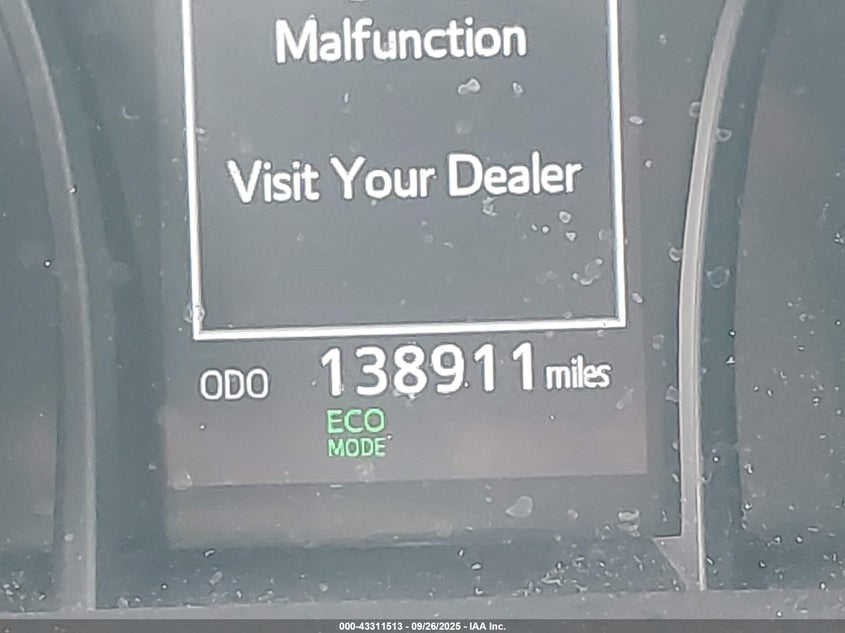 Malfunction
Visit Your Dealer
ODO 138911 miles
ECO
MODE
000-43311513 - 09/26/2025 - IAA Inc.